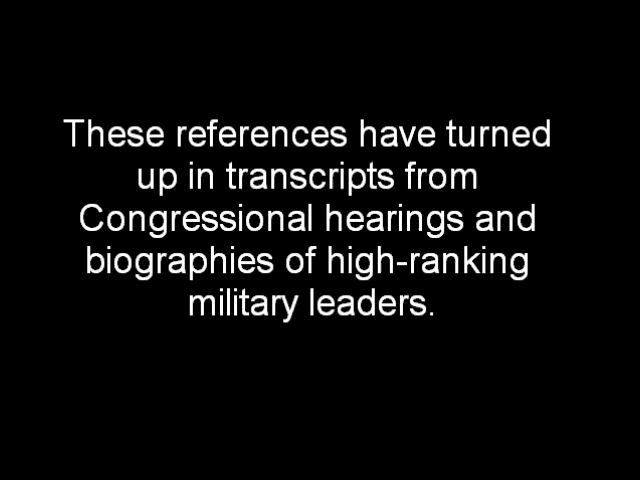 These references have turned
up in transcripts from
Congressional hearings and
biographies of high-ranking
military leaders.